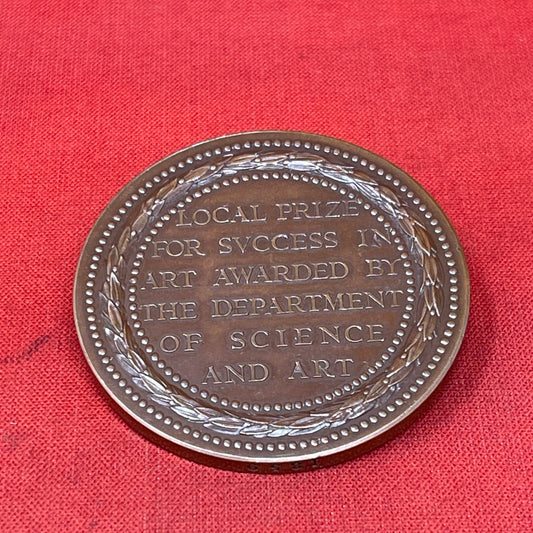 LOCAL PRIZE
FOR SVCCESS IN
ART AWARDED BY
THE DEPARTMENT
OF SCIENCE
AND ART